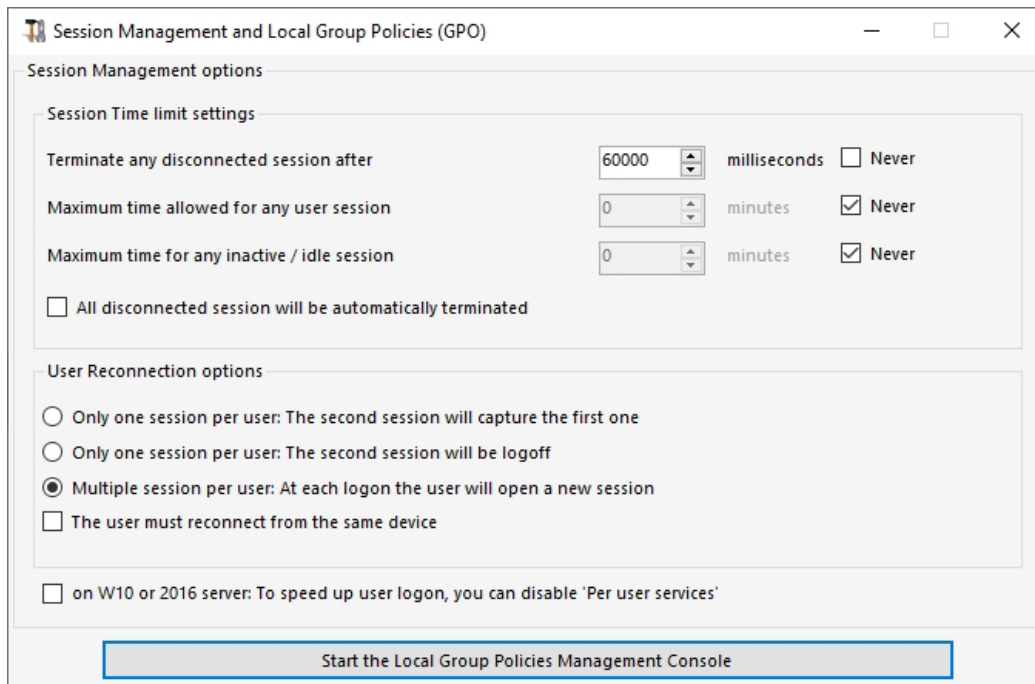 Session Management and Local Group Policies (GPO)
Session Management options
Session Time limit settings
Terminate any disconnected session after 60000 milliseconds Never
Maximum time allowed for any user session 0 minutes Never
Maximum time for any inactive / idle session 0 minutes Never
All disconnected session will be automatically terminated
User Reconnection options
Only one session per user: The second session will capture the first one
Only one session per user: The second session will be logoff
Multiple session per user: At each logon the user will open a new session
The user must reconnect from the same device
on W10 or 2016 server: To speed up user logon, you can disable 'Per user services'
Start the Local Group Policies Management Console